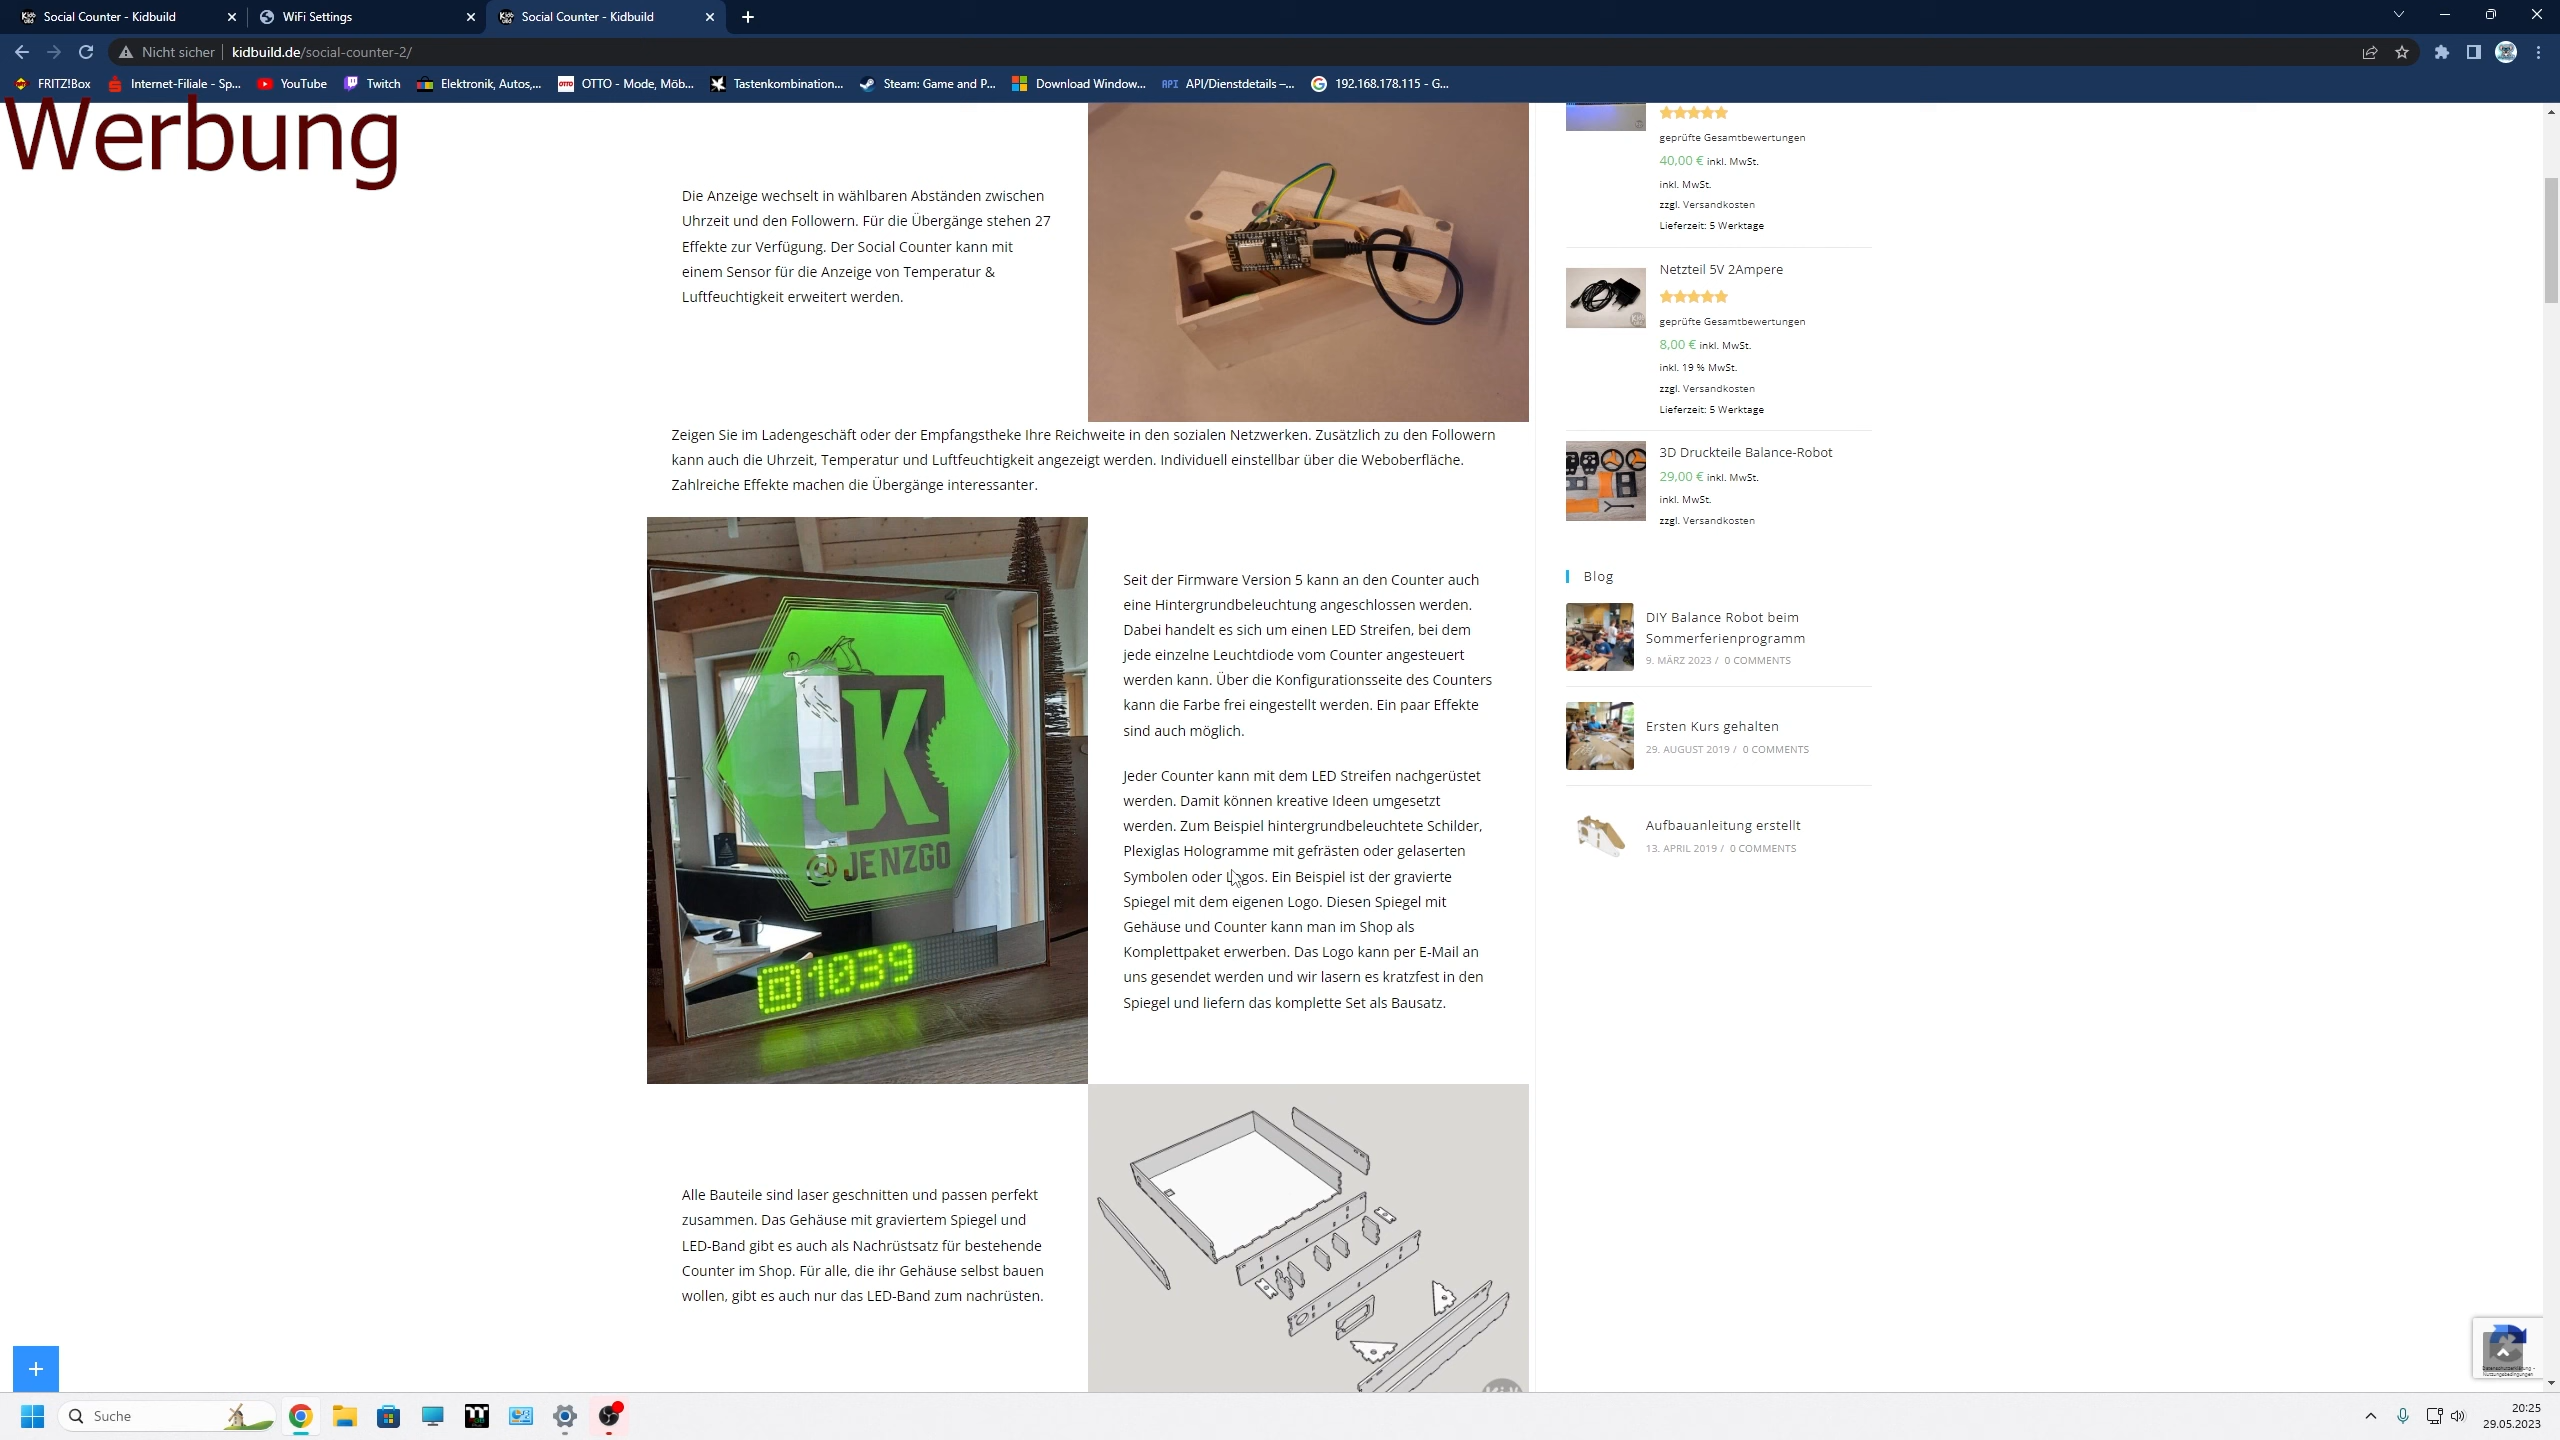 Social Counter - Kidbuild
WiFi Settings
Social Counter - Kidbuild
Nicht sicher
kidbuild.de/social-counter-2/
FRITZ!Box
Internet-Filiale - Sp...
YouTube
Twitch
Elektronik, Autos,...
OTTO - Mode, Möb...
Tastenkombination...
Steam: Game and P...
Download Window...
API API/Dienstdetails –...
192.168.178.115 - G...
Werbung
Die Anzeige wechselt in wählbaren Abständen zwischen
Uhrzeit und den Followern. Für die Übergänge stehen 27
Effekte zur Verfügung. Der Social Counter kann mit
einem Sensor für die Anzeige von Temperatur &
Luftfeuchtigkeit erweitert werden.
Zeigen Sie im Ladengeschäft oder der Empfangstheke Ihre Reichweite in den sozialen Netzwerken. Zusätzlich zu den Followern
kann auch die Uhrzeit, Temperatur und Luftfeuchtigkeit angezeigt werden. Individuell einstellbar über die Weboberfläche.
Zahlreiche Effekte machen die Übergänge interessanter.
JK
@JENZGO
1039
Seit der Firmware Version 5 kann an den Counter auch
eine Hintergrundbeleuchtung angeschlossen werden.
Dabei handelt es sich um einen LED Streifen, bei dem
jede einzelne Leuchtdiode vom Counter angesteuert
werden kann. Über die Konfigurationsseite des Counters
kann die Farbe frei eingestellt werden. Ein paar Effekte
sind auch möglich.
Jeder Counter kann mit dem LED Streifen nachgerüstet
werden. Damit können kreative Ideen umgesetzt
werden. Zum Beispiel hintergrundbeleuchtete Schilder,
Plexiglas Hologramme mit gefrästen oder gelaserten
Symbolen oder Logos. Ein Beispiel ist der gravierte
Spiegel mit dem eigenen Logo. Diesen Spiegel mit
Gehäuse und Counter kann man im Shop als
Komplettpaket erwerben. Das Logo kann per E-Mail an
uns gesendet werden und wir lasern es kratzfest in den
Spiegel und liefern das komplette Set als Bausatz.
Alle Bauteile sind laser geschnitten und passen perfekt
zusammen. Das Gehäuse mit graviertem Spiegel und
LED-Band gibt es auch als Nachrüstsatz für bestehende
Counter im Shop. Für alle, die ihr Gehäuse selbst bauen
wollen, gibt es auch nur das LED-Band zum nachrüsten.
geprüfte Gesamtbewertungen
40,00 € inkl. MwSt.
inkl. MwSt.
zzgl. Versandkosten
Lieferzeit: 5 Werktage
Netzteil 5V 2Ampere
geprüfte Gesamtbewertungen
8,00 € inkl. MwSt.
inkl. 19 % MwSt.
zzgl. Versandkosten
Lieferzeit: 5 Werktage
3D Druckteile Balance-Robot
29,00 € inkl. MwSt.
inkl. MwSt.
zzgl. Versandkosten
Blog
DIY Balance Robot beim
Sommerferienprogramm
9. MÄRZ 2023 / 0 COMMENTS
Ersten Kurs gehalten
29. AUGUST 2019 / 0 COMMENTS
Aufbauanleitung erstellt
13. APRIL 2019 / 0 COMMENTS
Datenschutzerklärung -
Nutzungsbedingungen
Suche
20:25
29.05.2023